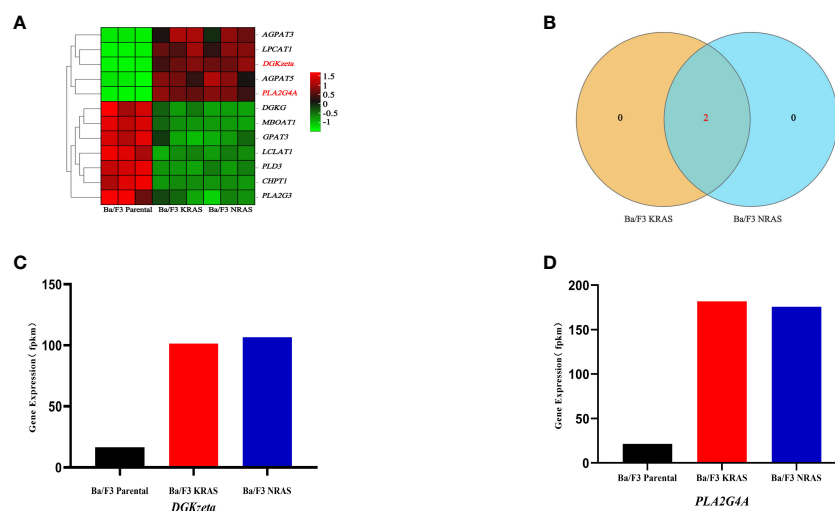 A
AGPAT3
LPCAT1
DGKzeta
AGPAT5
PLA2G4A
DGKG
MBOAT1
GPAT3
LCLAT1
PLD3
CHPT1
PLA2G3
1.5
1
0.5
0
-0.5
-1
Ba/F3 Parental Ba/F3 KRAS Ba/F3 NRAS
B
0 2 0
Ba/F3 KRAS Ba/F3 NRAS
C
Gene Expression( fpkm)
150
100
50
0
Ba/F3 Parental Ba/F3 KRAS Ba/F3 NRAS
DGKzeta
D
Gene Expression( fpkm)
200
150
100
50
0
Ba/F3 Parental Ba/F3 KRAS Ba/F3 NRAS
PLA2G4A